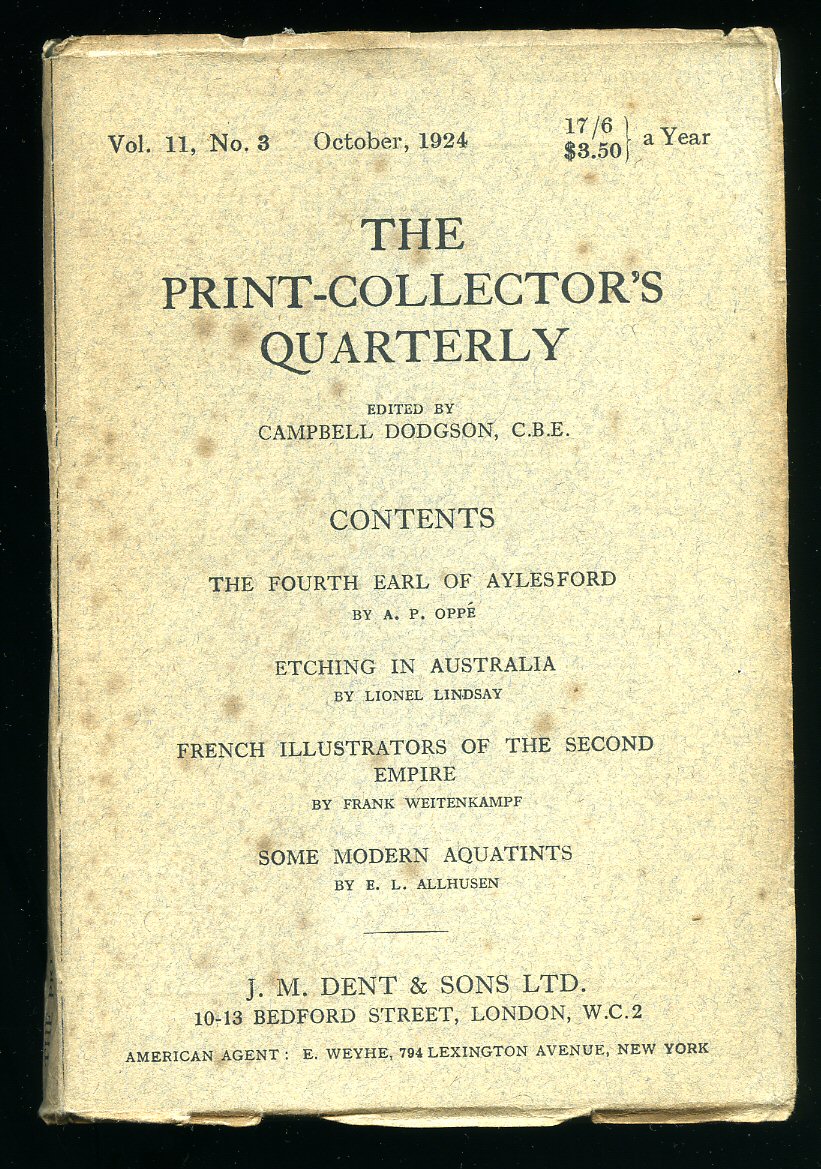 Vol. 11, No. 3 October, 1924 17/6 } a Year
$3.50
THE
PRINT-COLLECTOR'S
QUARTERLY
EDITED BY
CAMPBELL DODGSON, C.B.E.
CONTENTS
THE FOURTH EARL OF AYLESFORD
BY A. P. OPPÉ
ETCHING IN AUSTRALIA
BY LIONEL LINDSAY
FRENCH ILLUSTRATORS OF THE SECOND
EMPIRE
BY FRANK WEITENKAMPF
SOME MODERN AQUATINTS
BY E. L. ALLHUSEN
J. M. DENT & SONS LTD.
10-13 BEDFORD STREET, LONDON, W.C.2
AMERICAN AGENT: E. WEYHE, 794 LEXINGTON AVENUE, NEW YORK